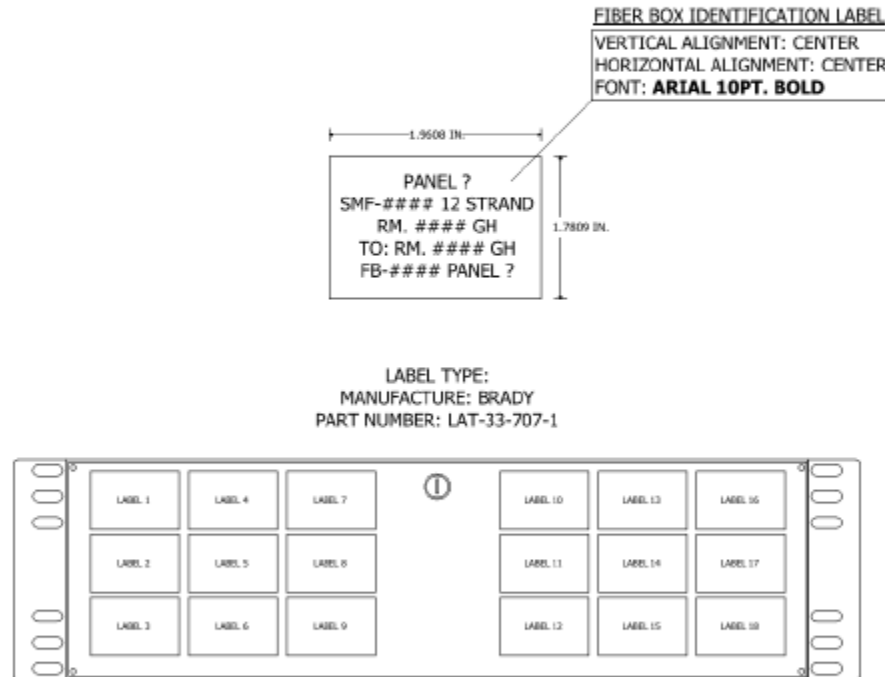 FIBER BOX IDENTIFICATION LABEL
VERTICAL ALIGNMENT: CENTER
HORIZONTAL ALIGNMENT: CENTER
FONT: ARIAL 10PT. BOLD
1.9608 IN.
PANEL ?
SMF-#### 12 STRAND
RM. #### GH
TO: RM. #### GH
FB-#### PANEL ?
1.7809 IN.
LABEL TYPE:
MANUFACTURE: BRADY
PART NUMBER: LAT-33-707-1
LABEL 1 LABEL 4 LABEL 7 LABEL 10 LABEL 13 LABEL 16
LABEL 2 LABEL 5 LABEL 8 LABEL 11 LABEL 14 LABEL 17
LABEL 3 LABEL 6 LABEL 9 LABEL 12 LABEL 15 LABEL 18